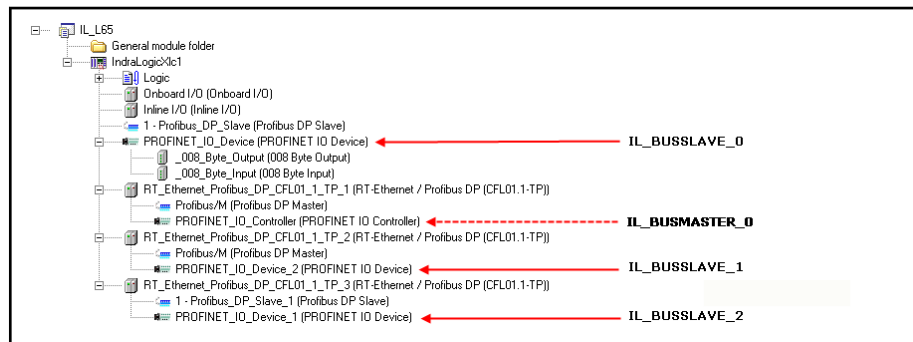 IL_L65
General module folder
IndraLogicXlc1
Logic
Onboard I/O (Onboard I/O)
Inline I/O (Inline I/O)
1 - Profibus_DP_Slave (Profibus DP Slave)
PROFINET_IO_Device (PROFINET IO Device) IL_BUSSLAVE_0
_008_Byte_Output (008 Byte Output)
_008_Byte_Input (008 Byte Input)
RT_Ethernet_Profibus_DP_CFL01_1_TP_1 (RT-Ethernet / Profibus DP (CFL01.1-TP))
Profibus/M (Profibus DP Master)
PROFINET_IO_Controller (PROFINET IO Controller) IL_BUSMASTER_0
RT_Ethernet_Profibus_DP_CFL01_1_TP_2 (RT-Ethernet / Profibus DP (CFL01.1-TP))
Profibus/M (Profibus DP Master)
PROFINET_IO_Device_2 (PROFINET IO Device) IL_BUSSLAVE_1
RT_Ethernet_Profibus_DP_CFL01_1_TP_3 (RT-Ethernet / Profibus DP (CFL01.1-TP))
1 - Profibus_DP_Slave_1 (Profibus DP Slave)
PROFINET_IO_Device_1 (PROFINET IO Device) IL_BUSSLAVE_2